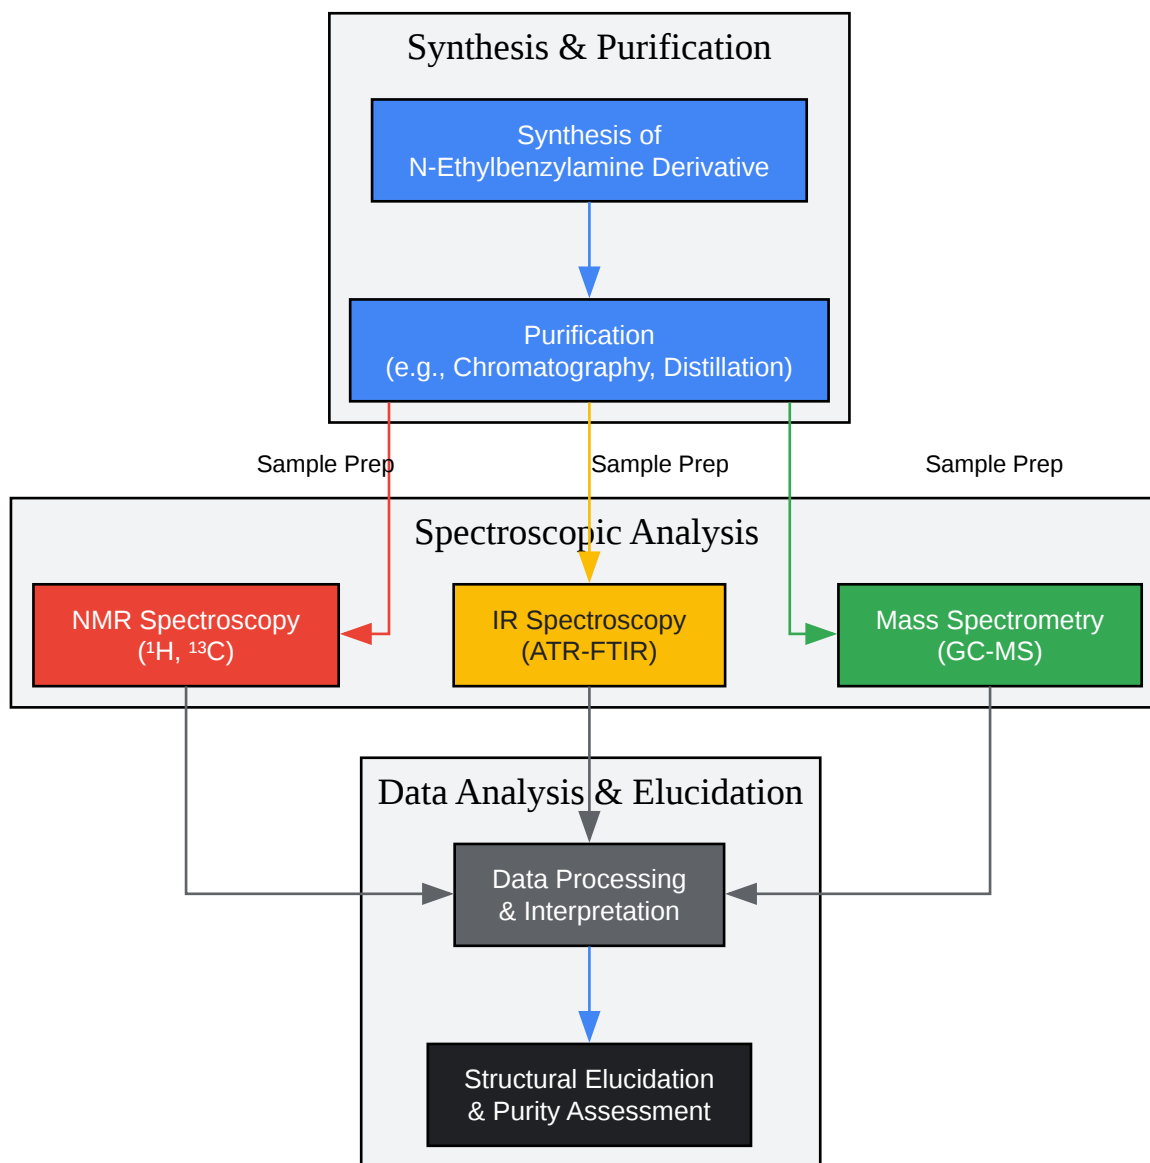 Synthesis & Purification
Synthesis of
N-Ethylbenzylamine Derivative
Purification
(e.g., Chromatography, Distillation)
Sample Prep
Sample Prep
Sample Prep
Spectroscopic Analysis
NMR Spectroscopy
(¹H, ¹³C)
IR Spectroscopy
(ATR-FTIR)
Mass Spectrometry
(GC-MS)
Data Analysis & Elucidation
Data Processing
& Interpretation
Structural Elucidation
& Purity Assessment